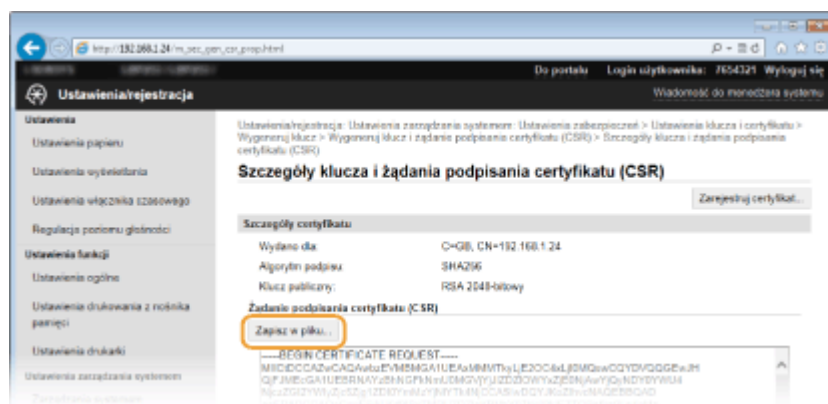 http://192.168.1.24/m_sec_gen_csr_prop.html
Do portalu Login użytkownika: 7654321 Wyloguj się
Ustawienia/rejestracja
Wiadomość do menedżera systemu
Ustawienia
Ustawienia papieru
Ustawienia wyświetlania
Ustawienia włącznika czasowego
Regulacja poziomu głośności
Ustawienia funkcji
Ustawienia ogólne
Ustawienia drukowania z nośnika
pamięci
Ustawienia drukarki
Ustawienia zarządzania systemem
Ustawienia/rejestracja: Ustawienia zarządzania systemem: Ustawienia zabezpieczeń > Ustawienia klucza i certyfikatu >
Wygeneruj klucz > Wygeneruj klucz i żądanie podpisania certyfikatu (CSR) > Szczegóły klucza i żądania podpisania
certyfikatu (CSR)
Szczegóły klucza i żądania podpisania certyfikatu (CSR)
Zarejestruj certyfikat...
Szczegóły certyfikatu
Wydano dla: C=GB, CN=192.168.1.24
Algorytm podpisu: SHA256
Klucz publiczny: RSA 2048-bitowy
Żądanie podpisania certyfikatu (CSR)
Zapisz w pliku...
-----BEGIN CERTIFICATE REQUEST-----